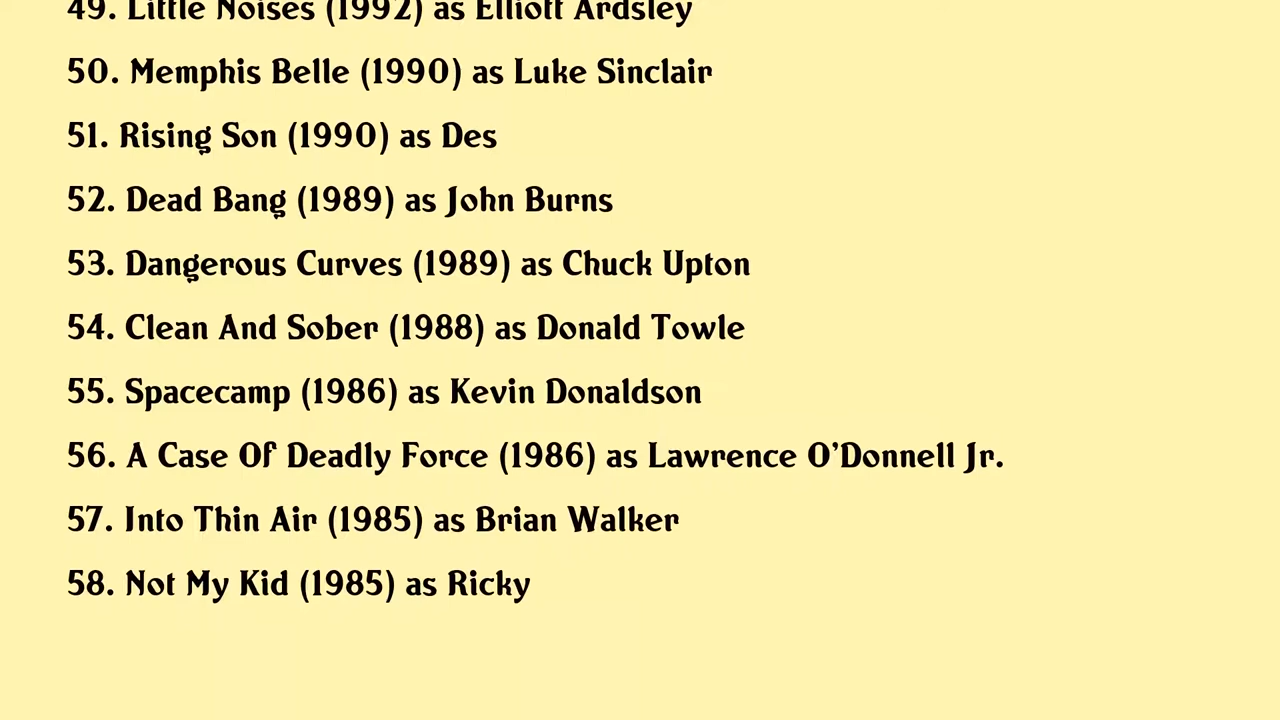 49. Little Noises (1992) as Elliott Ardsley
50. Memphis Belle (1990) as Luke Sinclair
51. Rising Son (1990) as Des
52. Dead Bang (1989) as John Burns
53. Dangerous Curves (1989) as Chuck Upton
54. Clean And Sober (1988) as Donald Towle
55. Spacecamp (1986) as Kevin Donaldson
56. A Case Of Deadly Force (1986) as Lawrence O'Donnell Jr.
57. Into Thin Air (1985) as Brian Walker
58. Not My Kid (1985) as Ricky